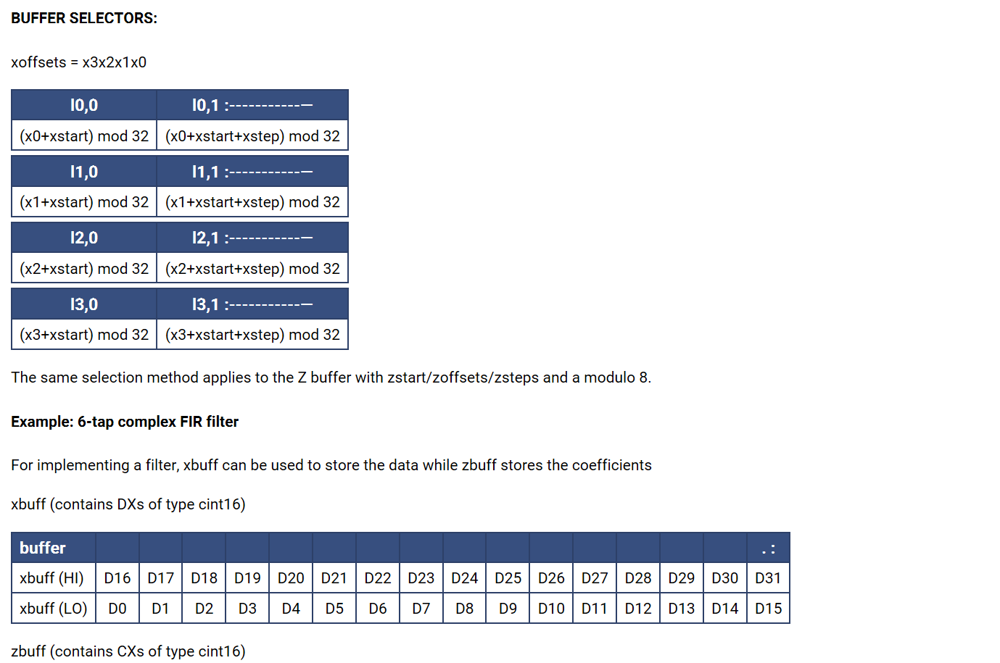 BUFFER SELECTORS:
xoffsets = x3x2x1x0
I0,0 I0,1 :------------—
(x0+xstart) mod 32 (x0+xstart+xstep) mod 32
I1,0 I1,1 :------------—
(x1+xstart) mod 32 (x1+xstart+xstep) mod 32
I2,0 I2,1 :------------—
(x2+xstart) mod 32 (x2+xstart+xstep) mod 32
I3,0 I3,1 :------------—
(x3+xstart) mod 32 (x3+xstart+xstep) mod 32
The same selection method applies to the Z buffer with zstart/zoffsets/zsteps and a modulo 8.
Example: 6-tap complex FIR filter
For implementing a filter, xbuff can be used to store the data while zbuff stores the coefficients
xbuff (contains DXs of type cint16)
buffer . :
xbuff (HI) D16 D17 D18 D19 D20 D21 D22 D23 D24 D25 D26 D27 D28 D29 D30 D31
xbuff (LO) D0 D1 D2 D3 D4 D5 D6 D7 D8 D9 D10 D11 D12 D13 D14 D15
zbuff (contains CXs of type cint16)